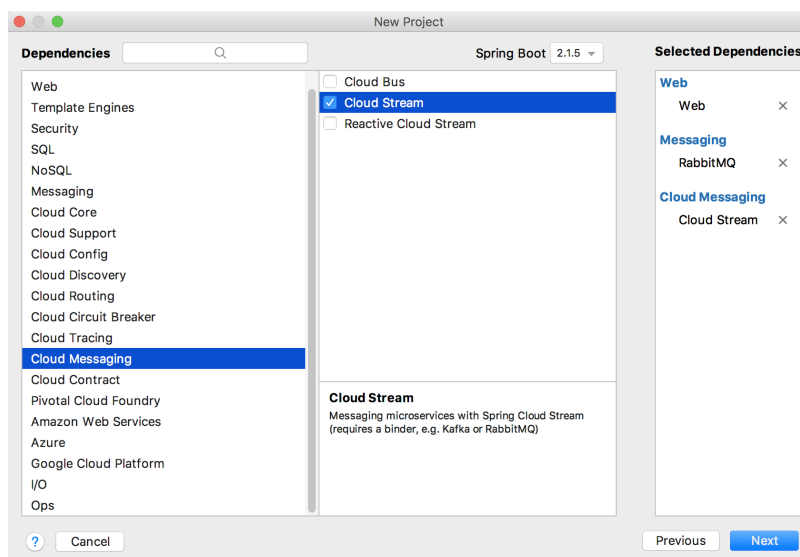 New Project
Dependencies
Spring Boot 2.1.5
Selected Dependencies
Web
Template Engines
Security
SQL
NoSQL
Messaging
Cloud Core
Cloud Support
Cloud Config
Cloud Discovery
Cloud Routing
Cloud Circuit Breaker
Cloud Tracing
Cloud Messaging
Cloud Contract
Pivotal Cloud Foundry
Amazon Web Services
Azure
Google Cloud Platform
I/O
Ops
Cloud Bus
Cloud Stream
Reactive Cloud Stream
Cloud Stream
Messaging microservices with Spring Cloud Stream
(requires a binder, e.g. Kafka or RabbitMQ)
Web
Web ×
Messaging
RabbitMQ ×
Cloud Messaging
Cloud Stream ×
? Cancel
Previous Next